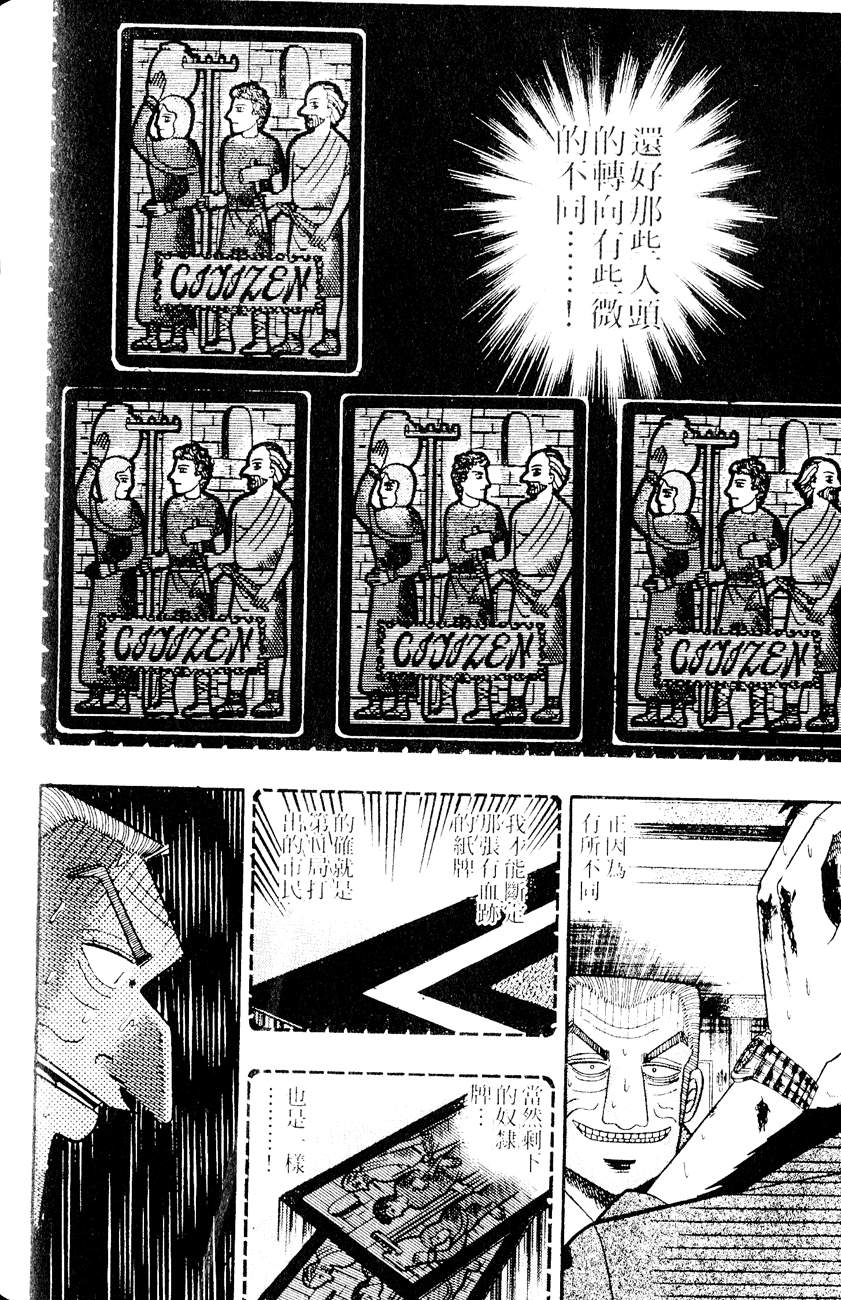 還好那些人頭
的轉向有些微
的不同……！
CITIZEN
CITIZEN
CITIZEN
CITIZEN
正因為
有所不同…
我不能斷定
那張有血跡
的紙牌
的確就是
第四局打
出的市民
當然剩下
的奴隸
牌…
也是一樣
……！